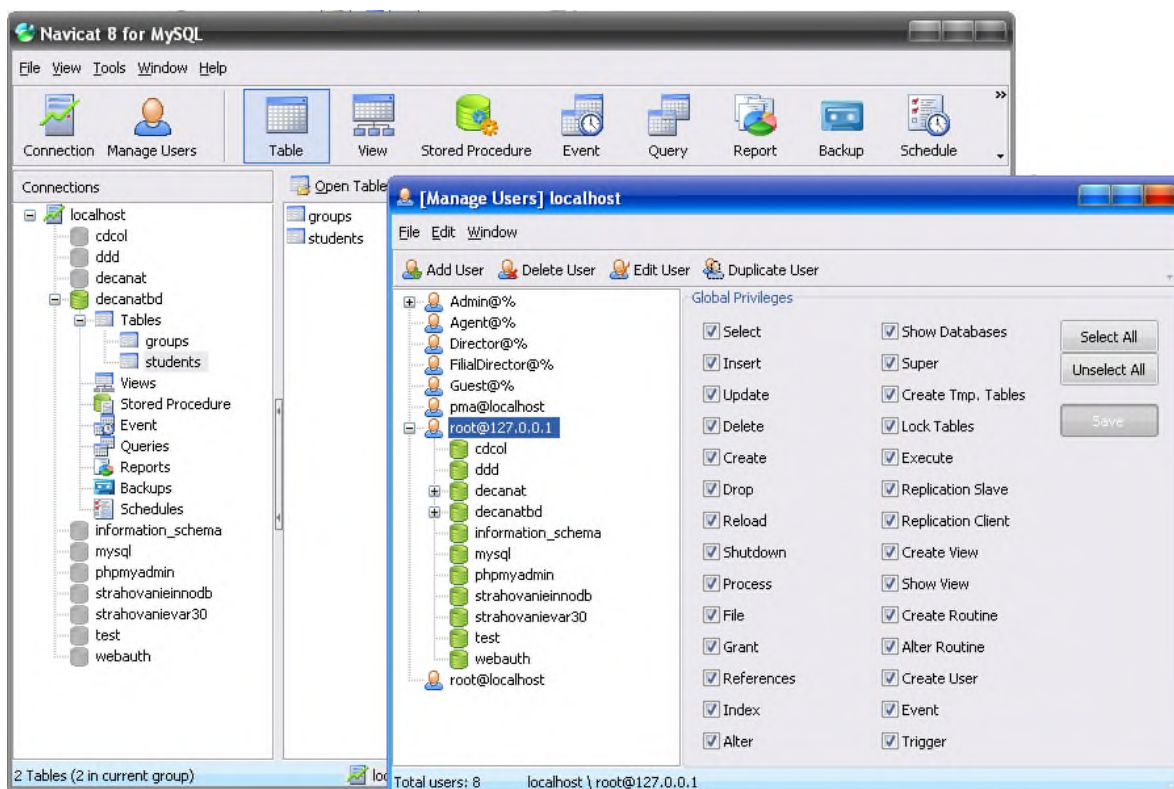 Navicat 8 for MySQL
File View Tools Window Help
Connection Manage Users Table View Stored Procedure Event Query Report Backup Schedule
Connections
localhost
cdcol
ddd
decanat
decanatbd
Tables
groups
students
Views
Stored Procedure
Event
Queries
Reports
Backups
Schedules
information_schema
mysql
phpmyadmin
strahovanieinnodb
strahovanievar30
test
webauth
Open Table
groups
students
2 Tables (2 in current group)
[Manage Users] localhost
File Edit Window
Add User Delete User Edit User Duplicate User
Admin@%
Agent@%
Director@%
FilialDirector@%
Guest@%
pma@localhost
root@127.0.0.1
cdcol
ddd
decanat
decanatbd
information_schema
mysql
phpmyadmin
strahovanieinnodb
strahovanievar30
test
webauth
root@localhost
Global Privileges
Select Show Databases Select All
Insert Super Unselect All
Update Create Tmp. Tables
Delete Lock Tables Save
Create Execute
Drop Replication Slave
Reload Replication Client
Shutdown Create View
Process Show View
File Create Routine
Grant Alter Routine
References Create User
Index Event
Alter Trigger
Total users: 8 localhost \ root@127.0.0.1